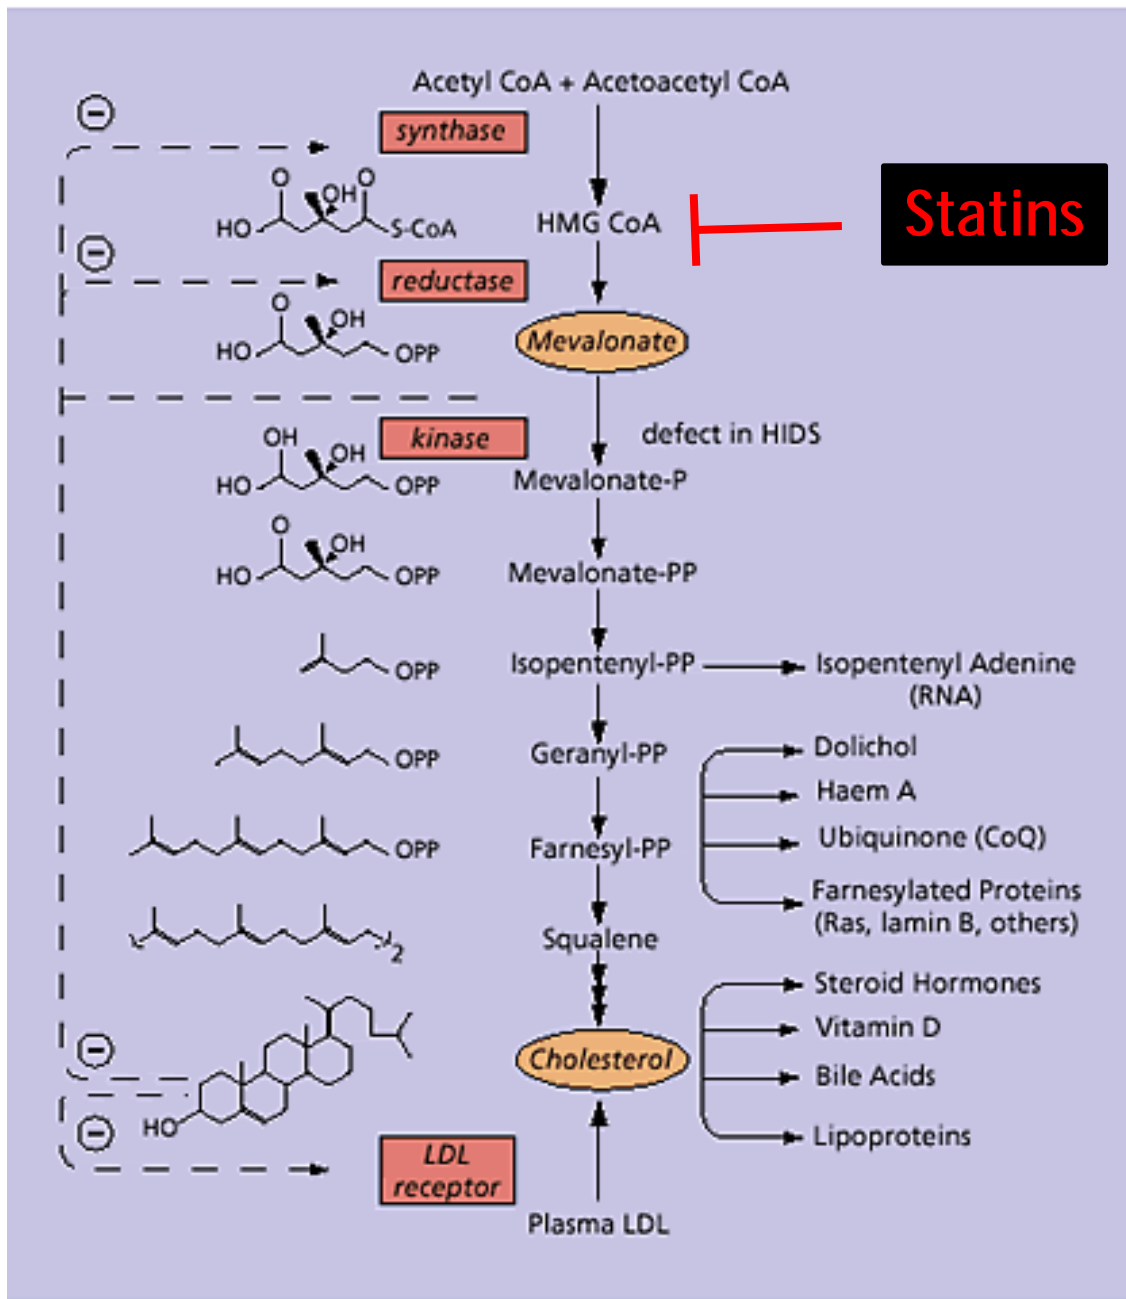 Acetyl CoA + Acetoacetyl CoA
−
synthase
Statins
O
OH
O
HO
S-CoA
HMG CoA
−
reductase
O
OH
HO
OPP
Mevalonate
kinase
defect in HIDS
OH
OH
HO
OPP
Mevalonate-P
O
OH
HO
OPP
Mevalonate-PP
OPP
Isopentenyl-PP
Isopentenyl Adenine
(RNA)
OPP
Geranyl-PP
Dolichol
Haem A
Ubiquinone (CoQ)
OPP
Farnesyl-PP
Farnesylated Proteins
(Ras, lamin B, others)
2
Squalene
Steroid Hormones
Vitamin D
−
Cholesterol
Bile Acids
−
HO
Lipoproteins
LDL
receptor
Plasma LDL